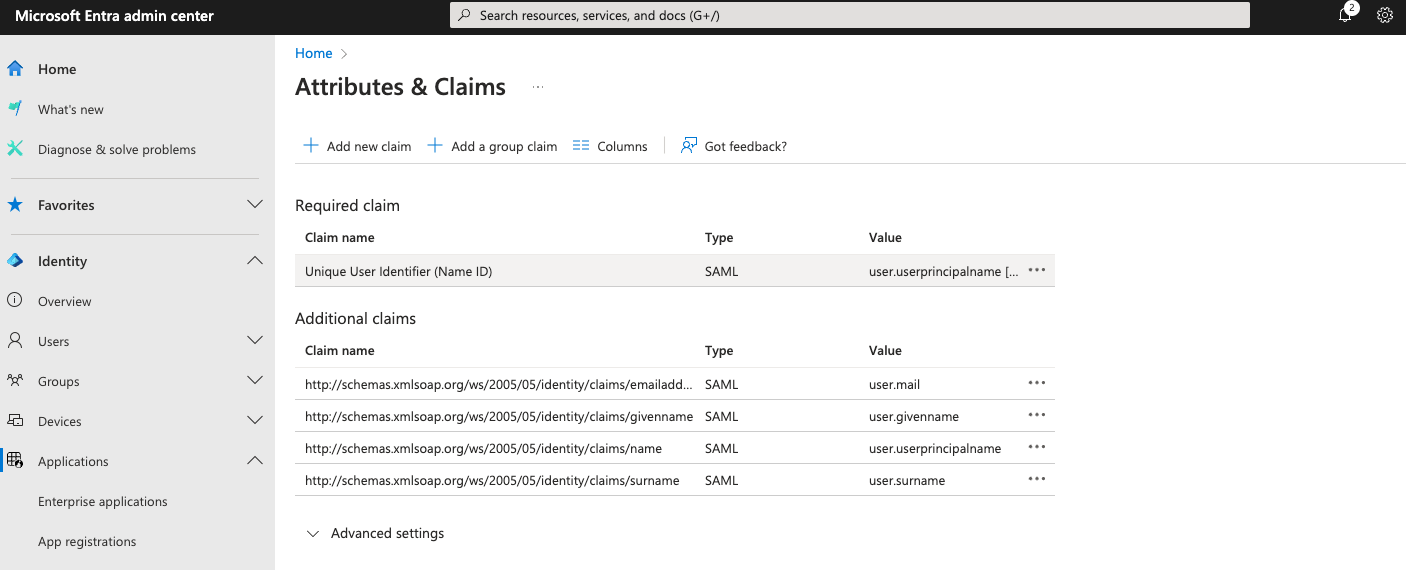 Microsoft Entra admin center
Search resources, services, and docs (G+/)
2
Home
What's new
Diagnose & solve problems
Favorites
Identity
Overview
Users
Groups
Devices
Applications
Enterprise applications
App registrations
Home
Attributes & Claims
Add new claim
Add a group claim
Columns
Got feedback?
Required claim
Claim name Type Value
Unique User Identifier (Name ID) SAML user.userprincipalname [...
Additional claims
Claim name Type Value
http://schemas.xmlsoap.org/ws/2005/05/identity/claims/emailadd... SAML user.mail
http://schemas.xmlsoap.org/ws/2005/05/identity/claims/givenname SAML user.givenname
http://schemas.xmlsoap.org/ws/2005/05/identity/claims/name SAML user.userprincipalname
http://schemas.xmlsoap.org/ws/2005/05/identity/claims/surname SAML user.surname
Advanced settings